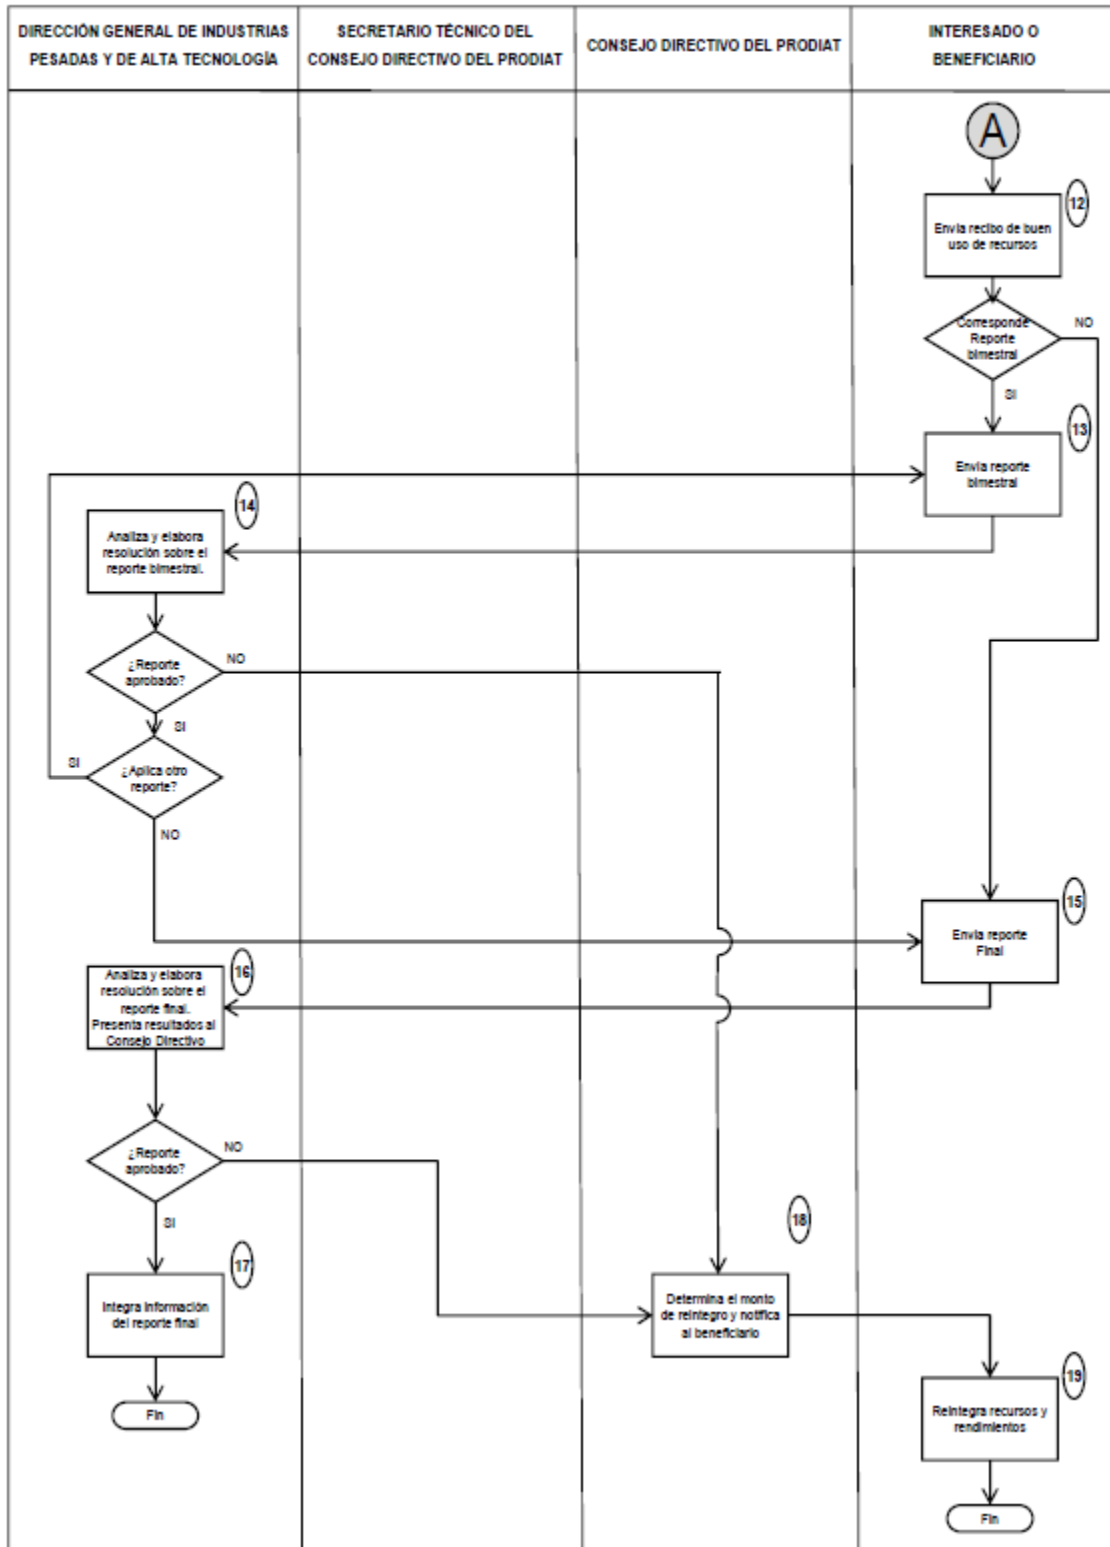 DIRECCIÓN GENERAL DE INDUSTRIAS
PESADAS Y DE ALTA TECNOLOGÍA
SECRETARIO TÉCNICO DEL
CONSEJO DIRECTIVO DEL PRODIAT
CONSEJO DIRECTIVO DEL PRODIAT
INTERESADO O
BENEFICIARIO
A
12
Envía recibo de buen
uso de recursos
Corresponde
Reporte
bimestral
NO
SI
13
Envía reporte
bimestral
14
Analiza y elabora
resolución sobre el
reporte bimestral.
¿Reporte
aprobado?
NO
SI
¿Aplica otro
reporte?
SI
NO
15
Envía reporte
Final
16
Analiza y elabora
resolución sobre el
reporte final.
Presenta resultados al
Consejo Directivo
¿Reporte
aprobado?
NO
SI
17
Integra información
del reporte final
Fin
18
Determina el monto
de reintegro y notifica
al beneficiario
19
Reintegra recursos y
rendimientos
Fin